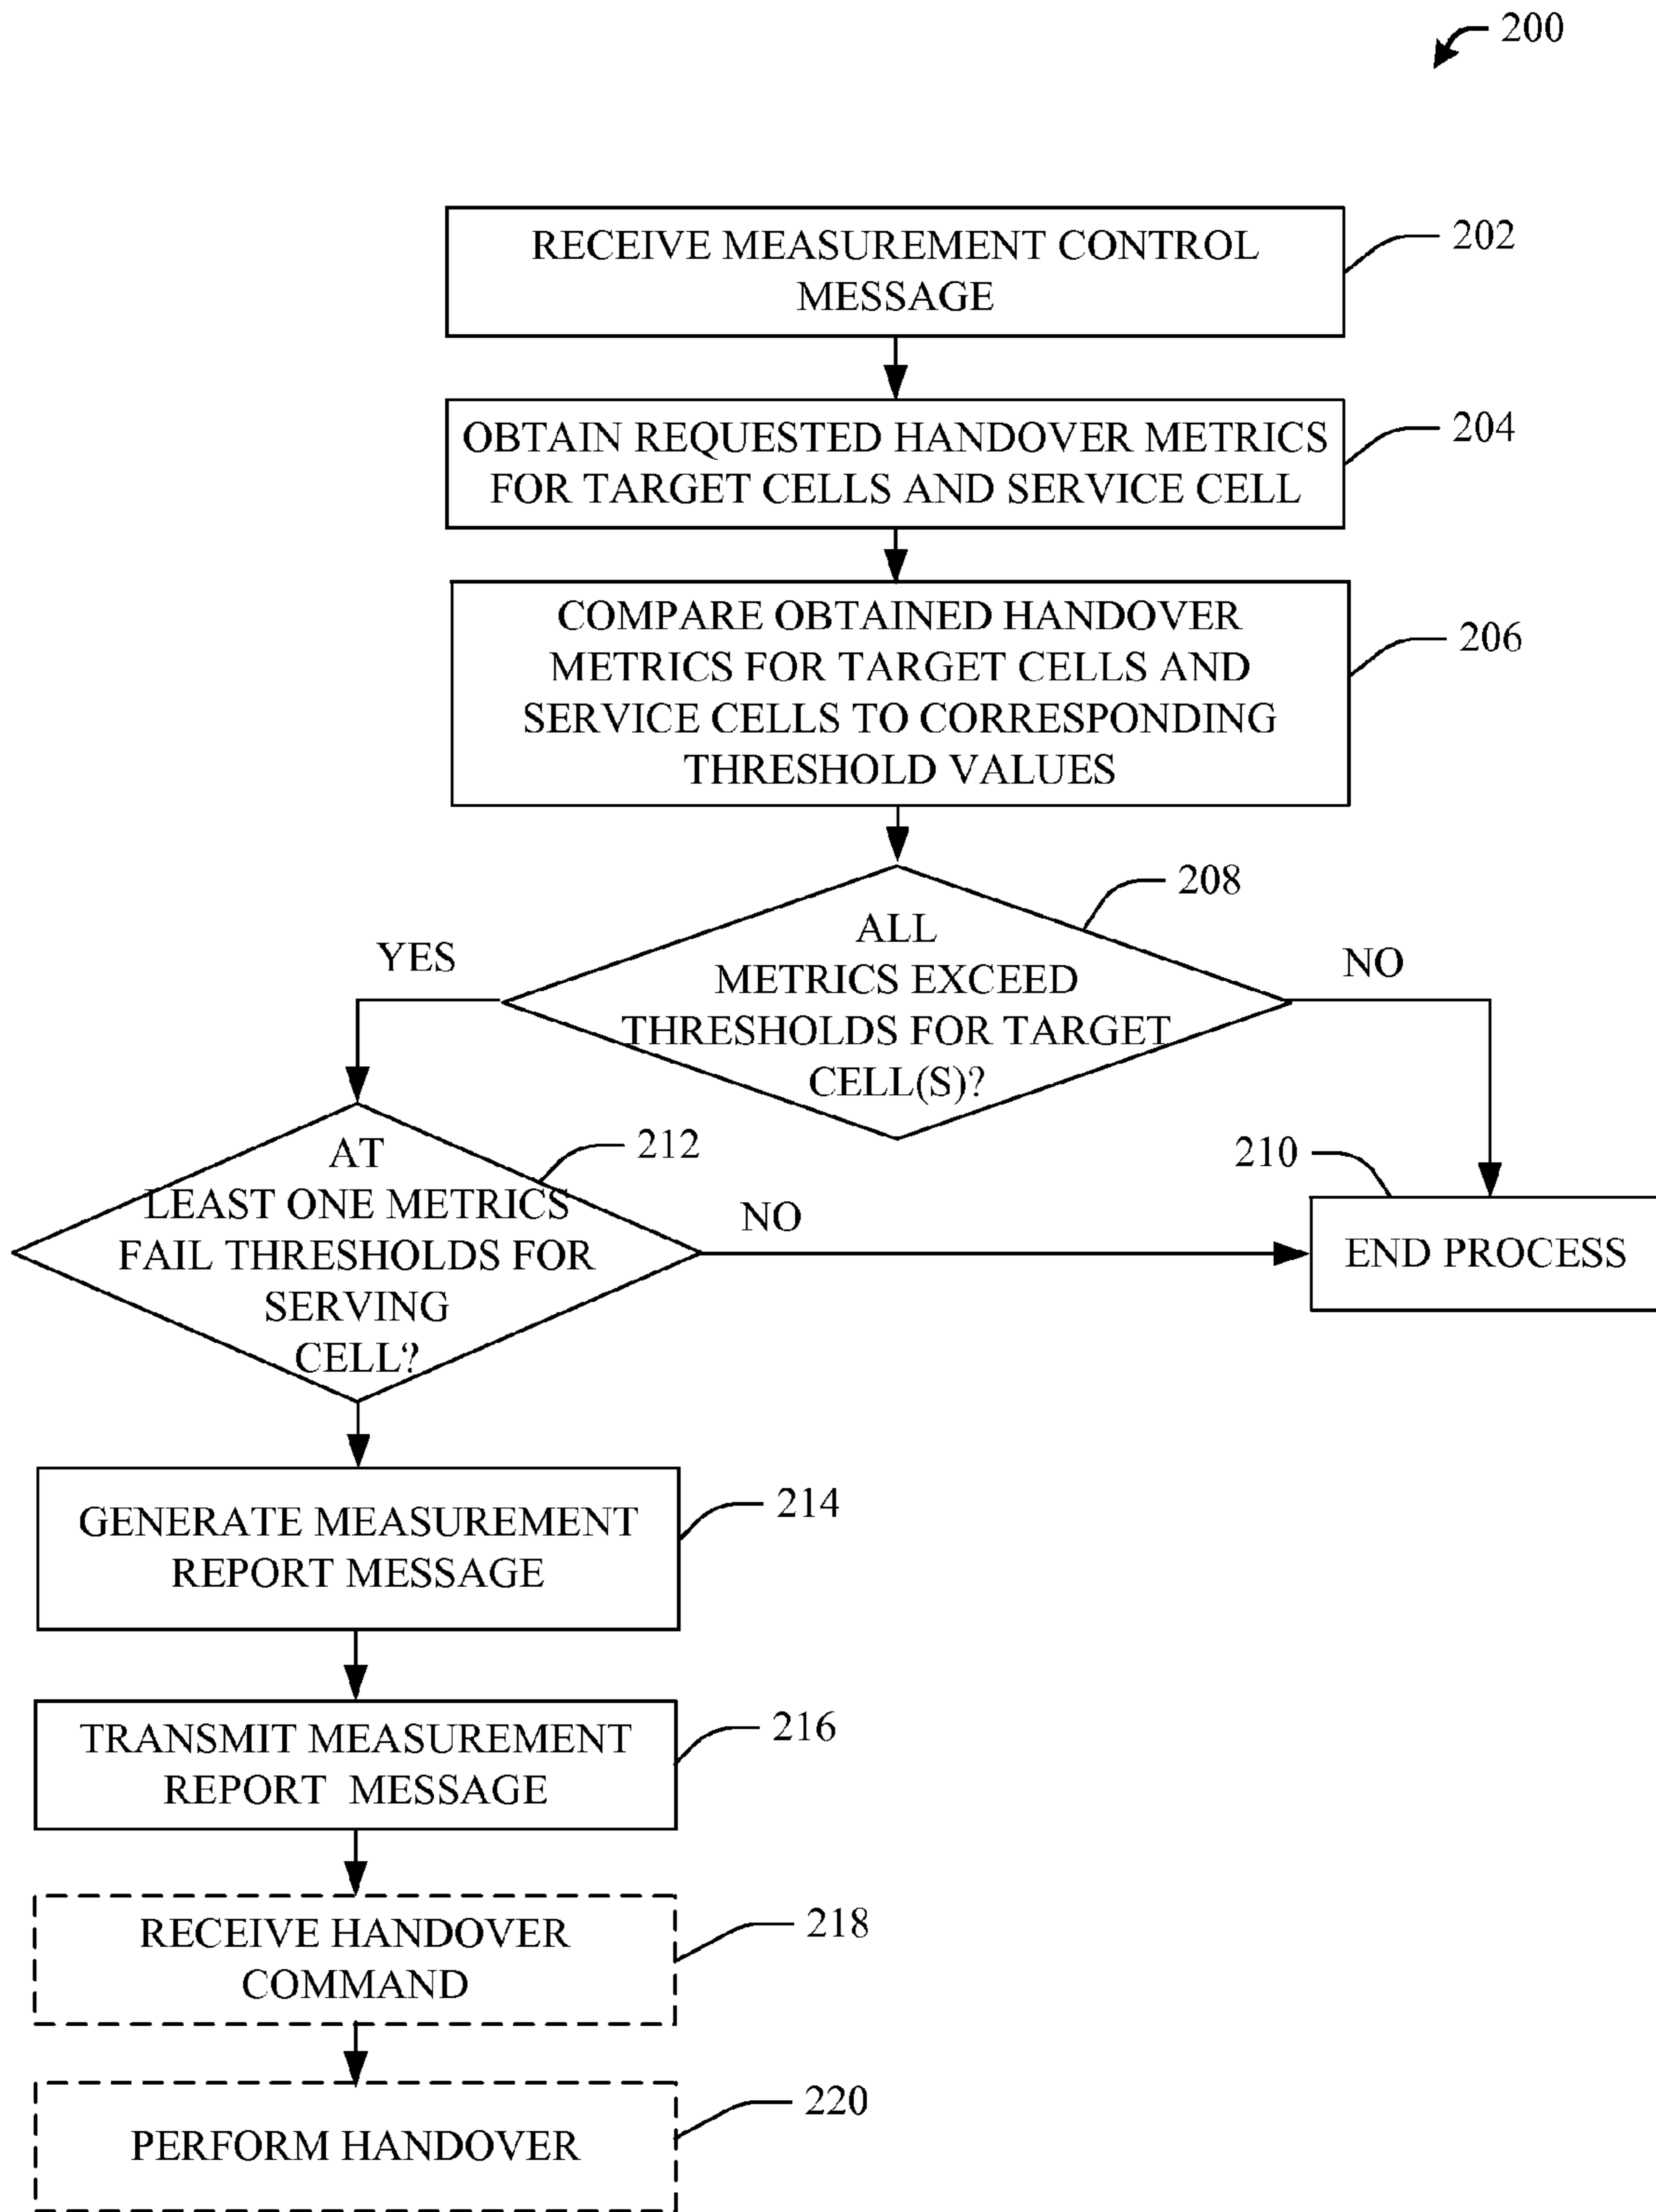 200
RECEIVE MEASUREMENT CONTROL
MESSAGE
202
OBTAIN REQUESTED HANDOVER METRICS
FOR TARGET CELLS AND SERVICE CELL
204
COMPARE OBTAINED HANDOVER
METRICS FOR TARGET CELLS AND
SERVICE CELLS TO CORRESPONDING
THRESHOLD VALUES
206
208
ALL
METRICS EXCEED
THRESHOLDS FOR TARGET
CELL(S)?
YES
NO
212
AT
LEAST ONE METRICS
FAIL THRESHOLDS FOR
SERVING
CELL?
NO
210
END PROCESS
GENERATE MEASUREMENT
REPORT MESSAGE
214
TRANSMIT MEASUREMENT
REPORT MESSAGE
216
RECEIVE HANDOVER
COMMAND
218
PERFORM HANDOVER
220